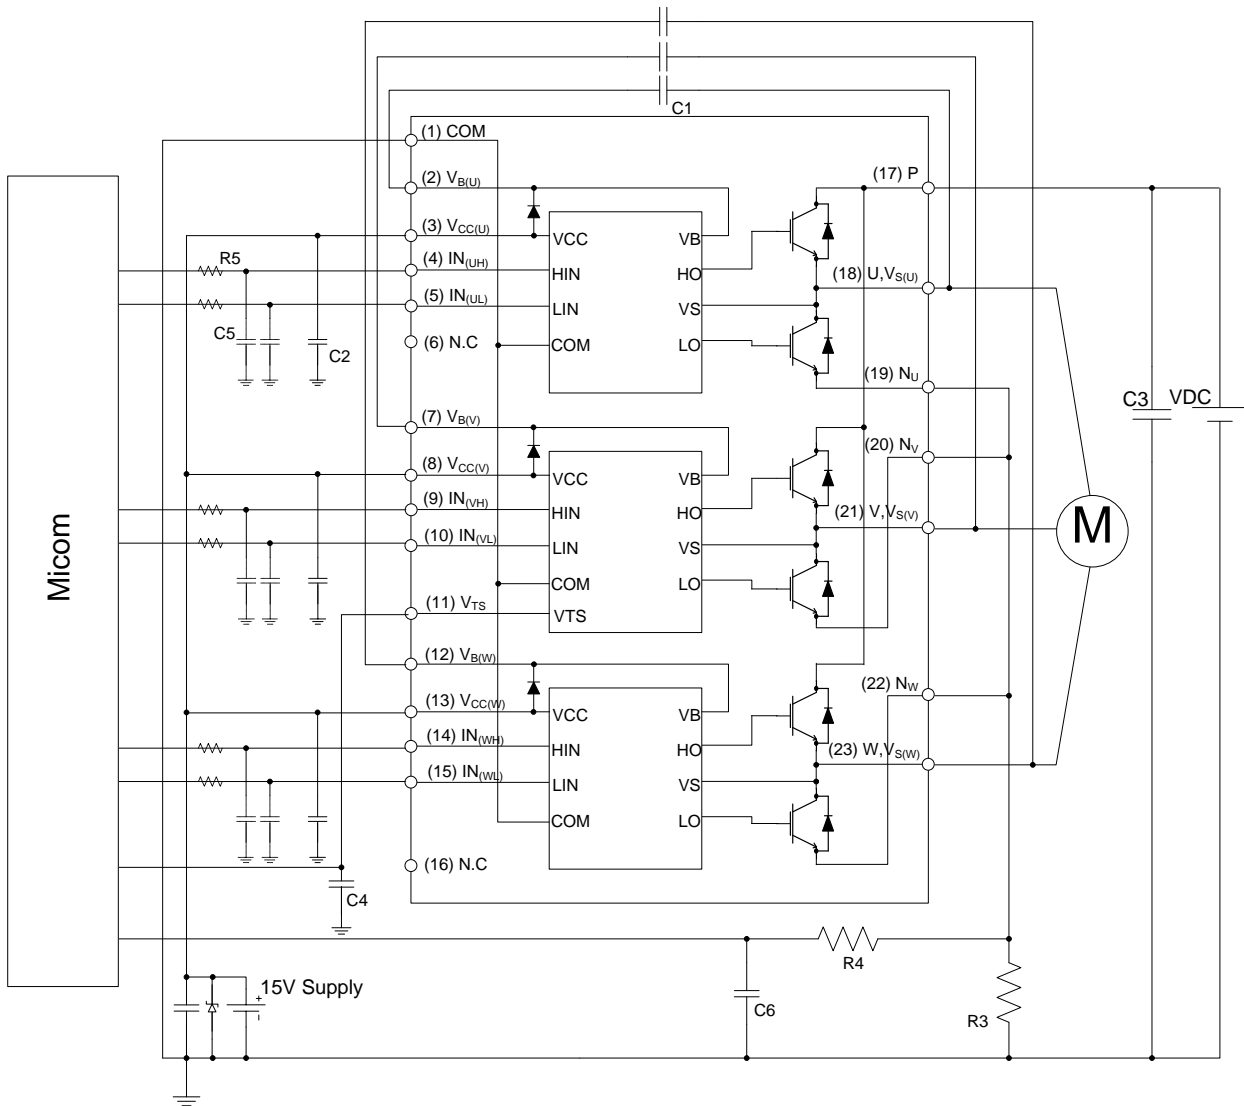 C1
(1) COM
(2) VB(U)
(3) VCC(U)
(4) IN(UH)
(5) IN(UL)
(6) N.C
(7) VB(V)
(8) VCC(V)
(9) IN(VH)
(10) IN(VL)
(11) VTS
(12) VB(W)
(13) VCC(W)
(14) IN(WH)
(15) IN(WL)
(16) N.C
VCC
HIN
LIN
COM
VB
HO
VS
LO
VCC
HIN
LIN
COM
VTS
VB
HO
VS
LO
VCC
HIN
LIN
COM
VB
HO
VS
LO
(17) P
(18) U,VS(U)
(19) NU
(20) NV
(21) V,VS(V)
(22) NW
(23) W,VS(W)
Micom
R5
C5
C2
C4
15V Supply
+
-
C6
R4
R3
C3
VDC
M